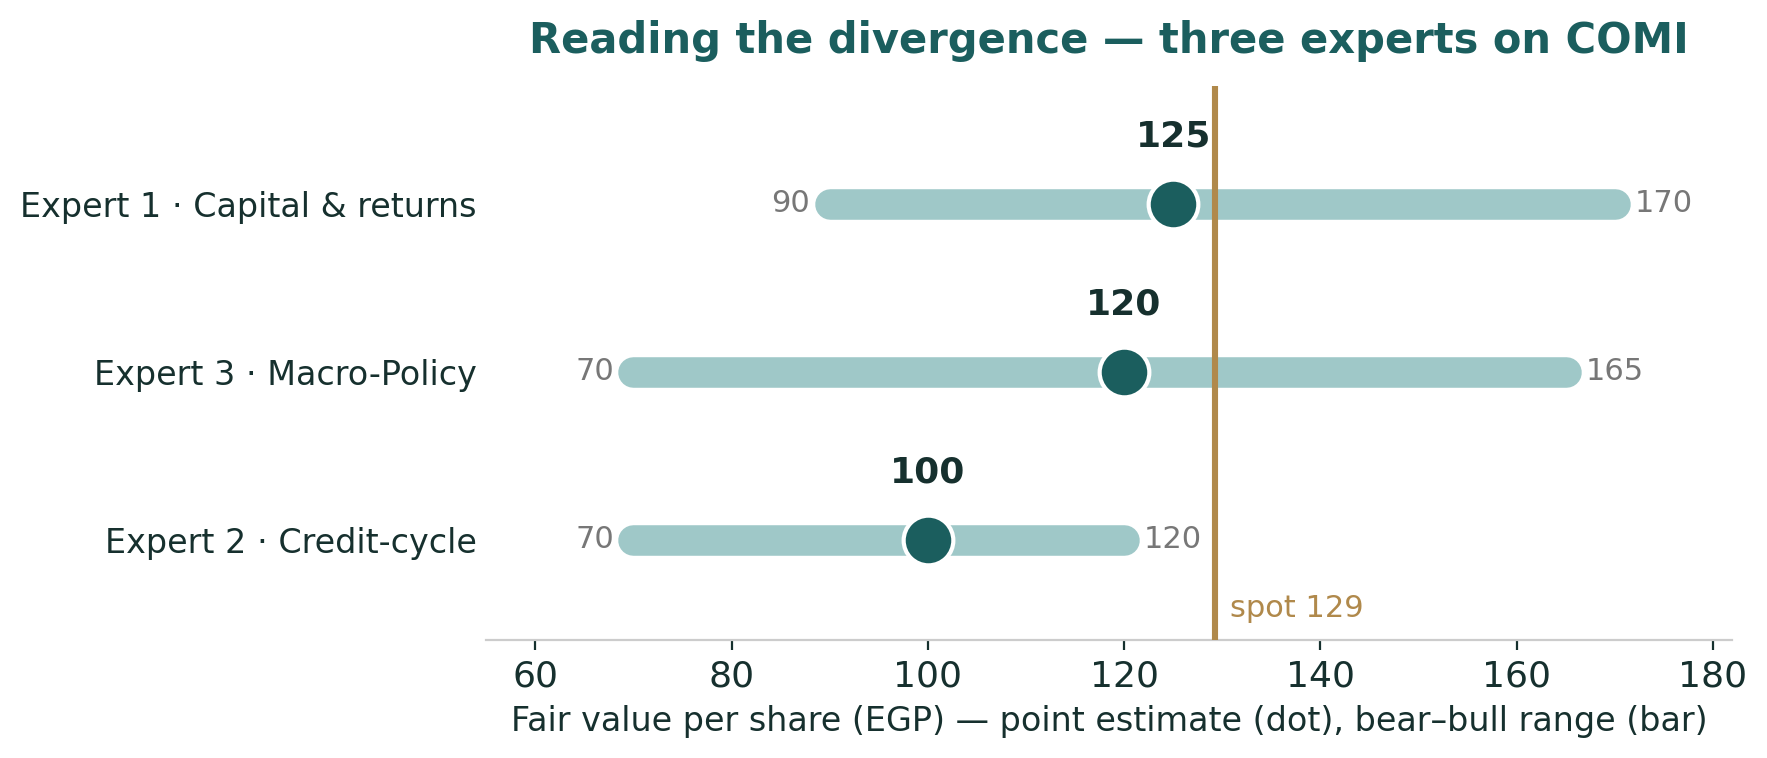 Reading the divergence — three experts on COMI
125
Expert 1 · Capital & returns 90 170
120
Expert 3 · Macro-Policy 70 165
100
Expert 2 · Credit-cycle 70 120
spot 129
60 80 100 120 140 160 180
Fair value per share (EGP) — point estimate (dot), bear–bull range (bar)